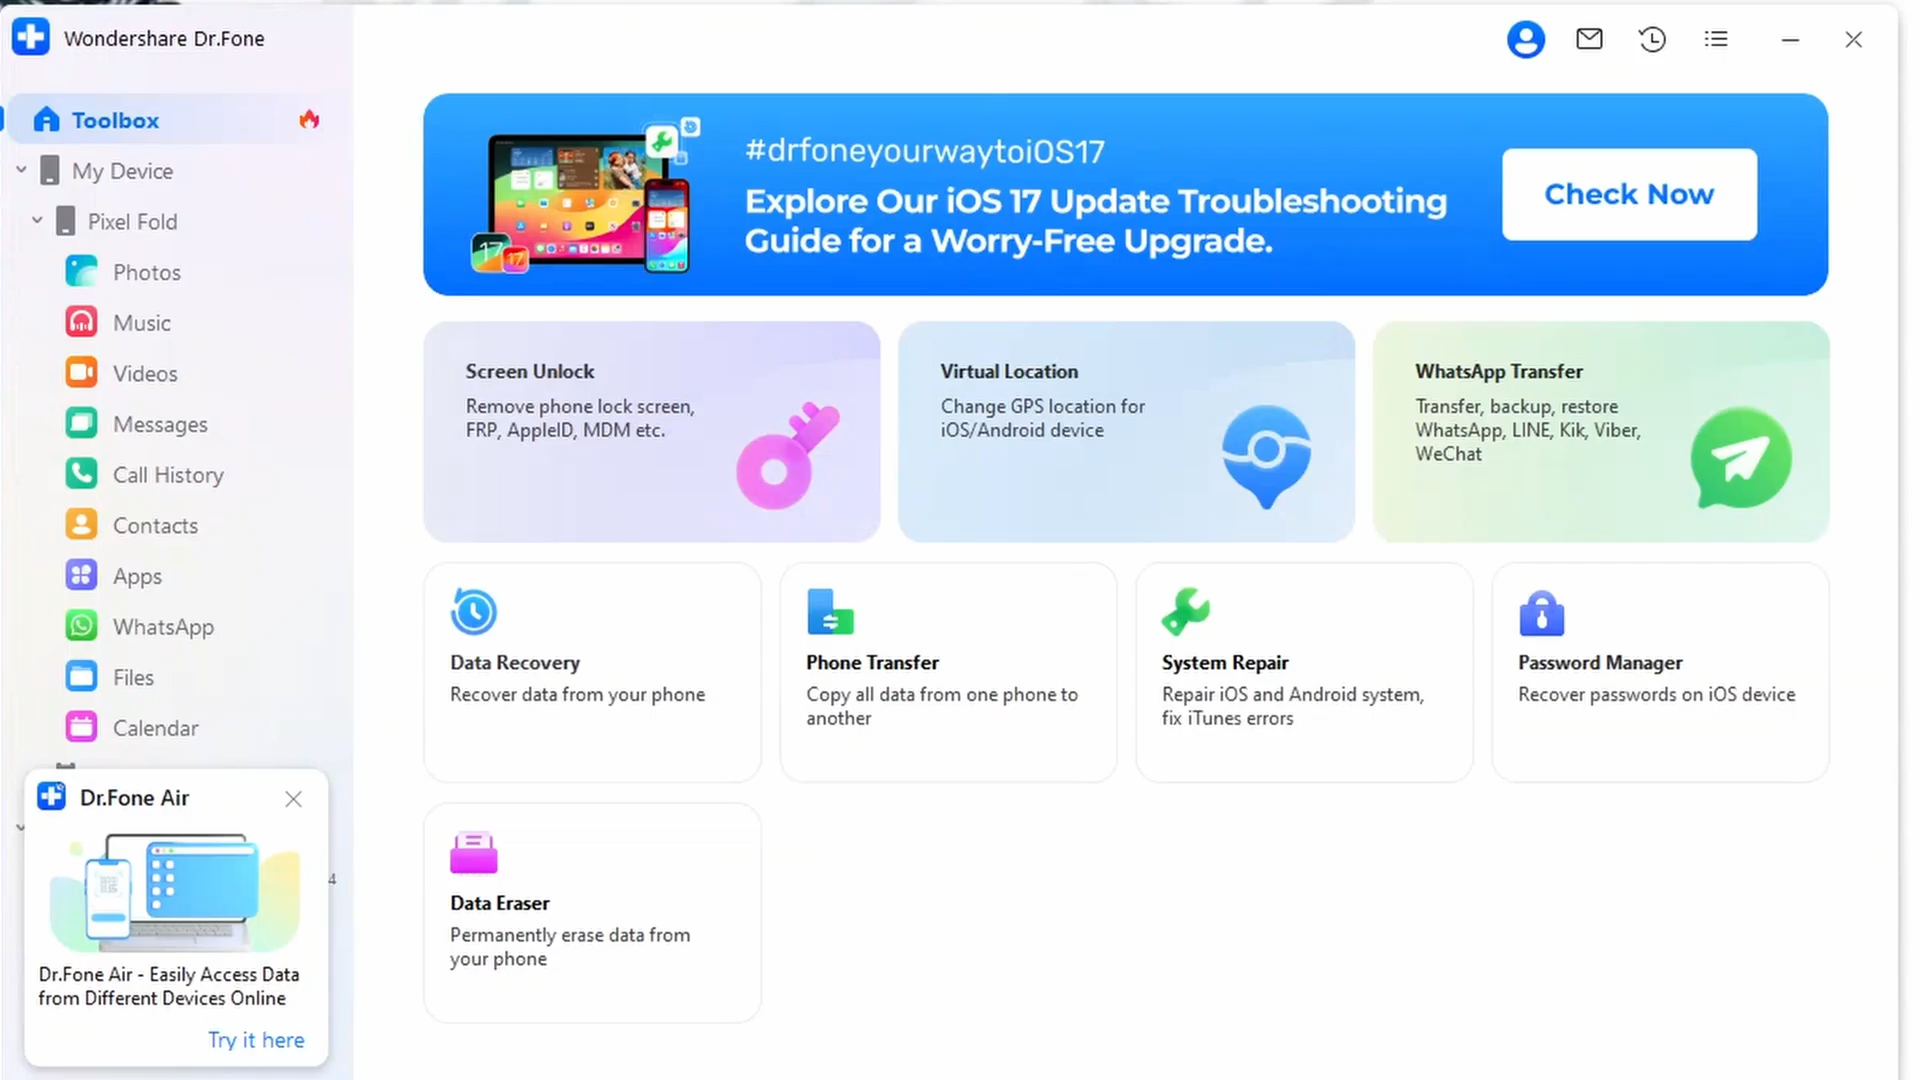 Wondershare Dr.Fone
Toolbox
My Device
Pixel Fold
Photos
Music
Videos
Messages
Call History
Contacts
Apps
WhatsApp
Files
Calendar
Dr.Fone Air
4
Dr.Fone Air - Easily Access Data
from Different Devices Online
Try it here
#drfoneyourwaytoiOS17
Explore Our iOS 17 Update Troubleshooting
Guide for a Worry-Free Upgrade.
Check Now
17
17
Screen Unlock
Remove phone lock screen,
FRP, AppleID, MDM etc.
Virtual Location
Change GPS location for
iOS/Android device
WhatsApp Transfer
Transfer, backup, restore
WhatsApp, LINE, Kik, Viber,
WeChat
Data Recovery
Recover data from your phone
Phone Transfer
Copy all data from one phone to
another
System Repair
Repair iOS and Android system,
fix iTunes errors
Password Manager
Recover passwords on iOS device
Data Eraser
Permanently erase data from
your phone